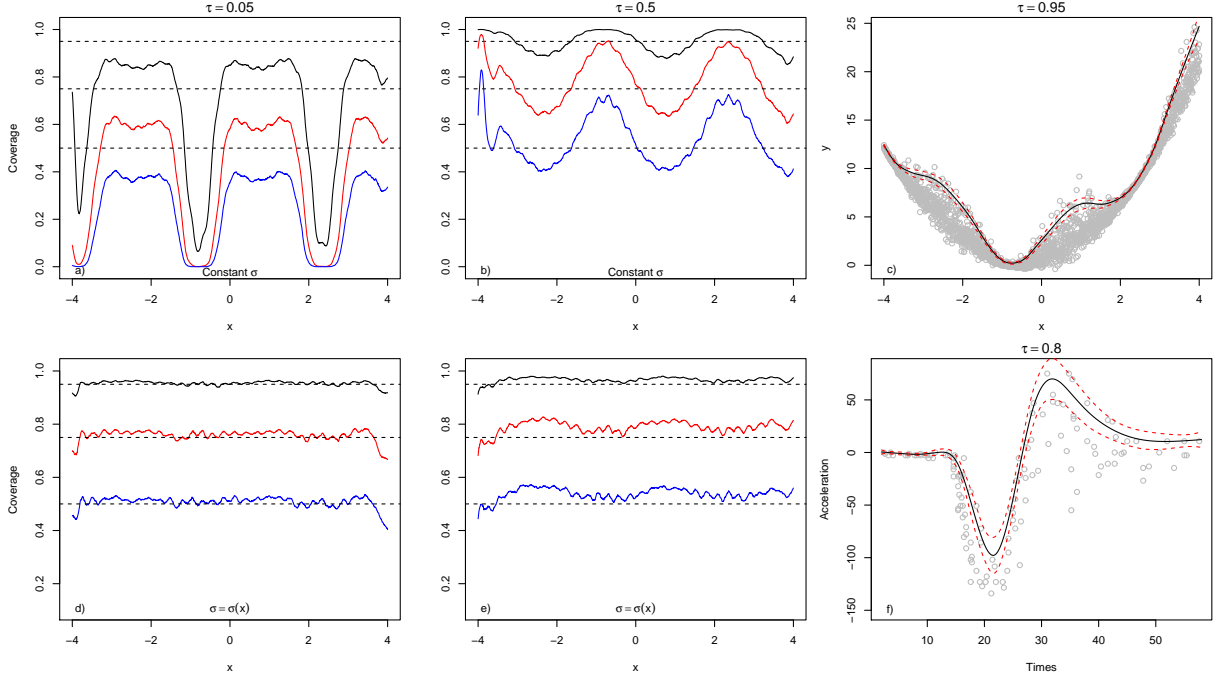 τ = 0.05
τ = 0.5
τ = 0.95
Coverage
0.0 0.2 0.4 0.6 0.8 1.0
a)
Constant σ
−4 −2 0 2 4
x
0.0 0.2 0.4 0.6 0.8 1.0
b)
Constant σ
−4 −2 0 2 4
x
y
0 5 10 15 20 25
c)
−4 −2 0 2 4
x
τ = 0.8
Coverage
0.2 0.4 0.6 0.8 1.0
d)
σ = σ(x)
−4 −2 0 2 4
x
0.2 0.4 0.6 0.8 1.0
e)
σ = σ(x)
−4 −2 0 2 4
x
Acceleration
−150 −100 −50 0 50
f)
10 20 30 40 50
Times